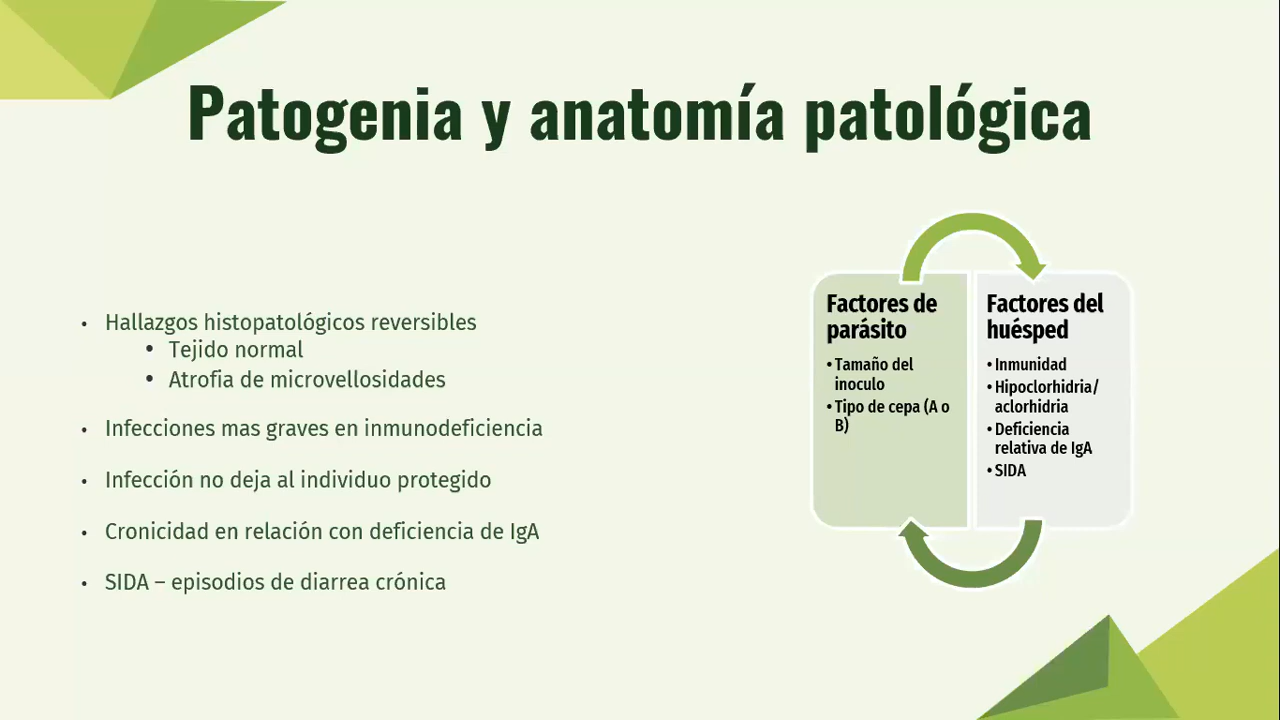 Patogenia y anatomía patológica
• Hallazgos histopatológicos reversibles
• Tejido normal
• Atrofia de microvellosidades
• Infecciones mas graves en inmunodeficiencia
• Infección no deja al individuo protegido
• Cronicidad en relación con deficiencia de IgA
• SIDA – episodios de diarrea crónica
Factores de
parásito
• Tamaño del
inoculo
• Tipo de cepa (A o
B)
Factores del
huésped
• Inmunidad
• Hipoclorhidria/
aclorhidria
• Deficiencia
relativa de IgA
• SIDA